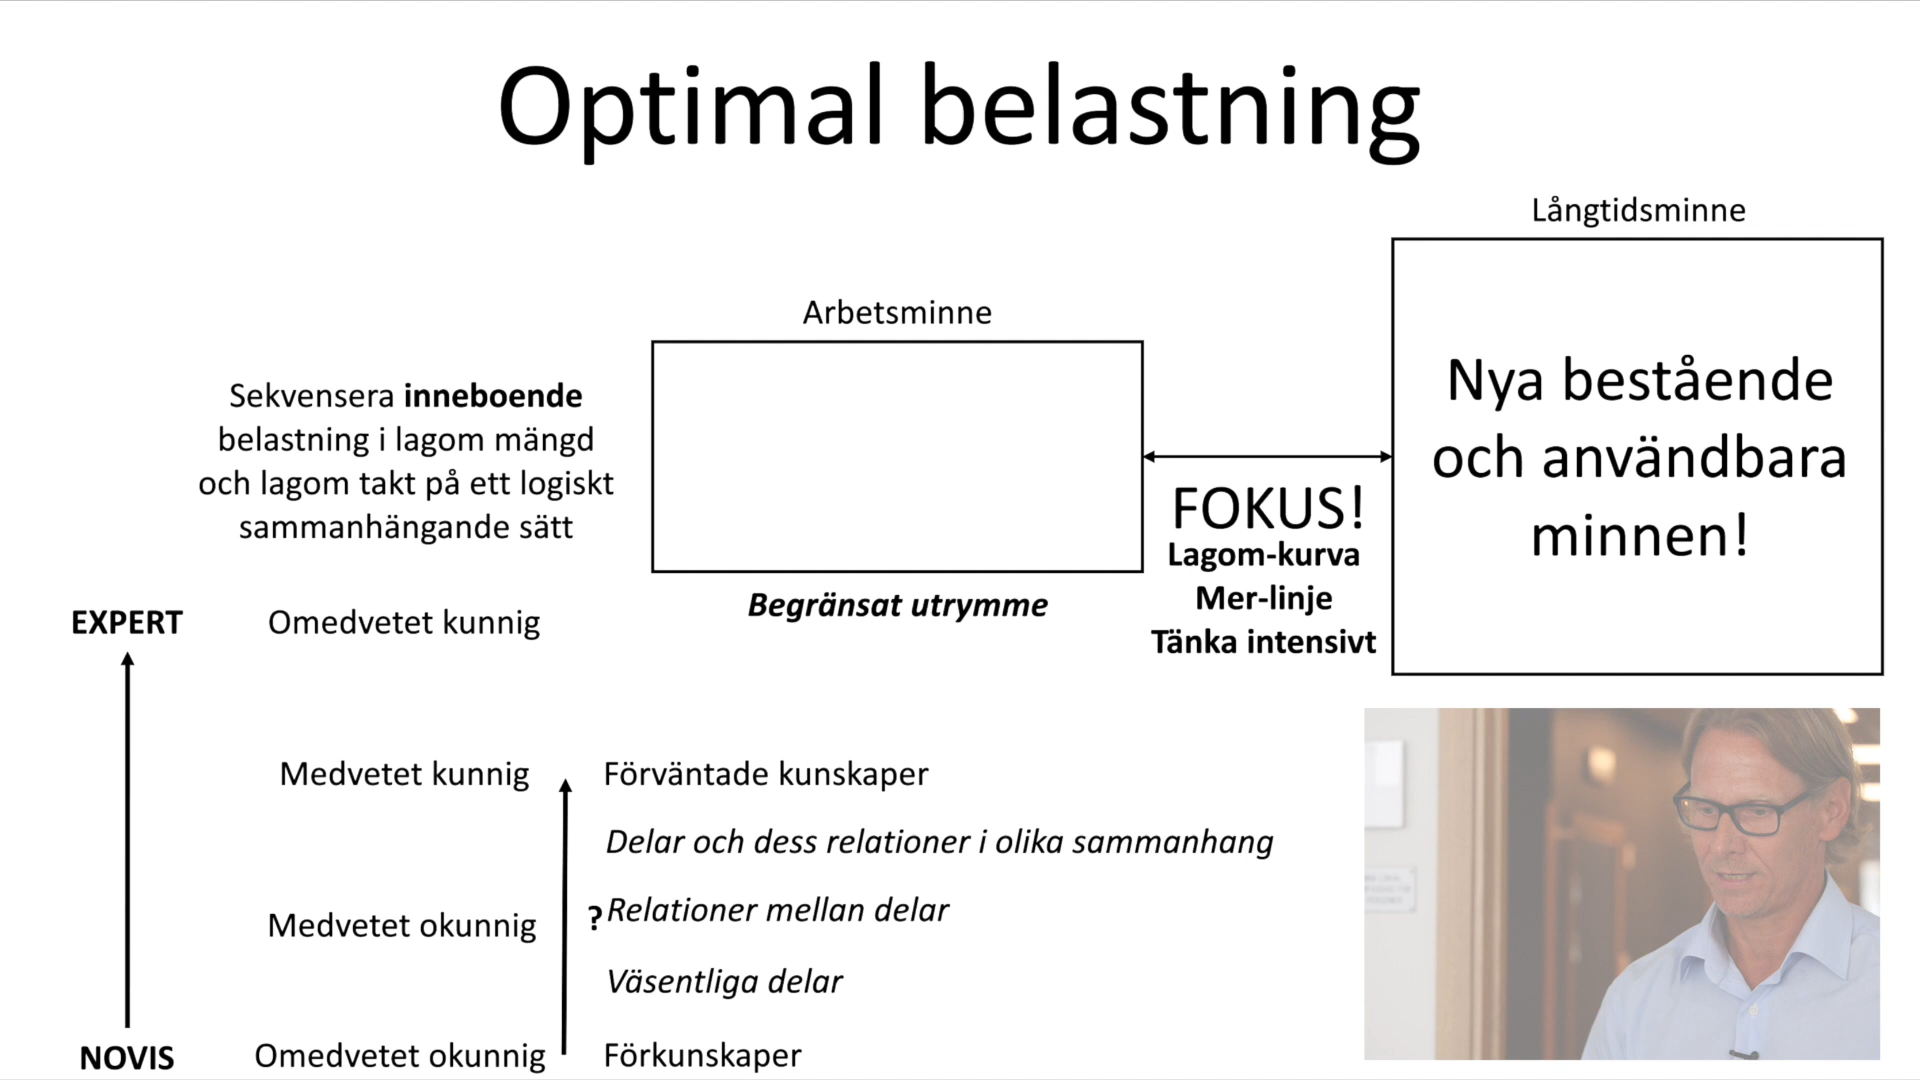 Optimal belastning
Långtidsminne
Arbetsminne
Sekvensera inneboende
belastning i lagom mängd
och lagom takt på ett logiskt
sammanhängande sätt
Nya bestående
och användbara
minnen!
FOKUS!
Lagom-kurva
Mer-linje
Tänka intensivt
Begränsat utrymme
EXPERT
Omedvetet kunnig
Medvetet kunnig
Förväntade kunskaper
Delar och dess relationer i olika sammanhang
Medvetet okunnig
?Relationer mellan delar
Väsentliga delar
NOVIS
Omedvetet okunnig
Förkunskaper